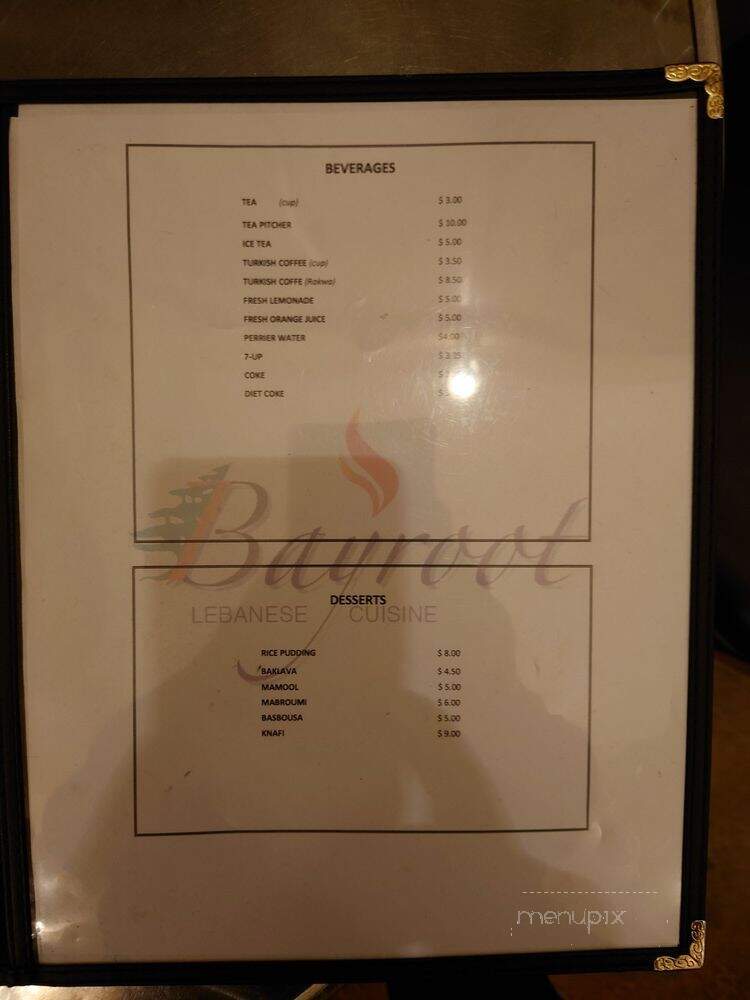 BEVERAGES
TEA (cup) $ 3.00
TEA PITCHER $ 10.00
ICE TEA $ 5.00
TURKISH COFFEE (cup) $ 3.50
TURKISH COFFE (Rakwa) $ 8.50
FRESH LEMONADE $ 5.00
FRESH ORANGE JUICE $ 5.00
PERRIER WATER $4.00
7-UP $
COKE $
DIET COKE
Bayroot
DESSERTS
LEBANESE CUISINE
RICE PUDDING $ 8.00
BAKLAVA $ 4.50
MAMOOL $ 5.00
MABROUMI $ 6.00
BASBOUSA $ 5.00
KNAFI $ 9.00
menupix